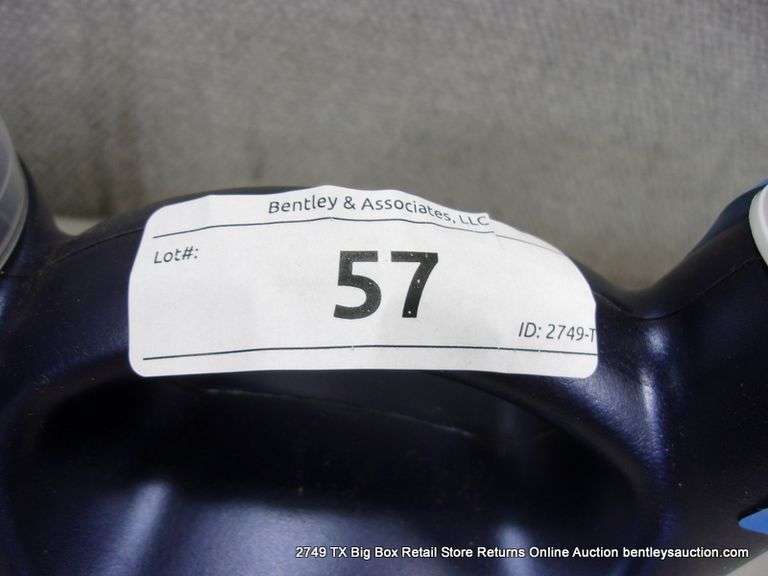 Bentley & Associates, LLC
Lot#:
57
ID: 2749-T
2749 TX Big Box Retail Store Returns Online Auction bentleysauction.com